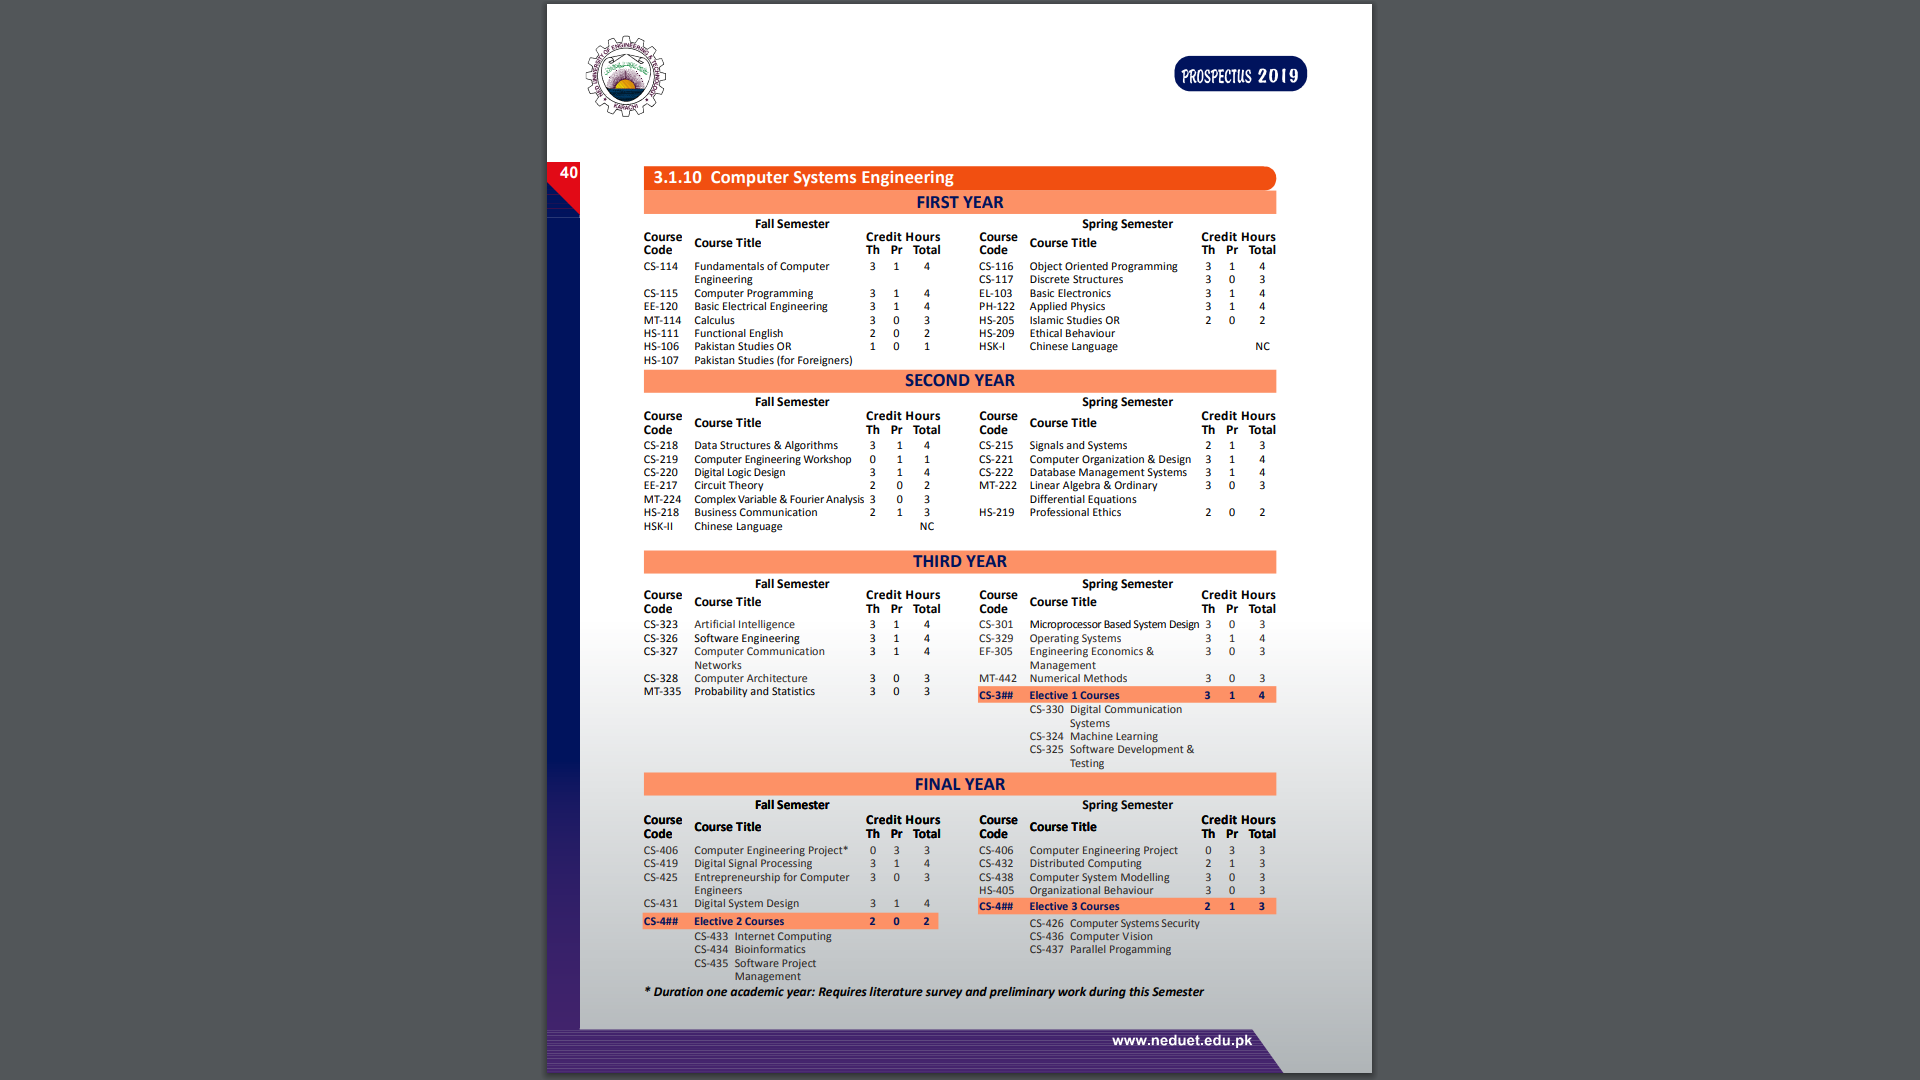 NED UNIVERSITY OF ENGINEERING & TECHNOLOGY
KARACHI
PROSPECTUS 2019
40
3.1.10 Computer Systems Engineering
FIRST YEAR
Fall Semester
Course Code Course Title Credit Hours Th Pr Total
CS-114 Fundamentals of Computer 3 1 4
Engineering
CS-115 Computer Programming 3 1 4
EE-120 Basic Electrical Engineering 3 1 4
MT-114 Calculus 3 0 3
HS-111 Functional English 2 0 2
HS-106 Pakistan Studies OR 1 0 1
HS-107 Pakistan Studies (for Foreigners)
Spring Semester
Course Code Course Title Credit Hours Th Pr Total
CS-116 Object Oriented Programming 3 1 4
CS-117 Discrete Structures 3 0 3
EL-103 Basic Electronics 3 1 4
PH-122 Applied Physics 3 1 4
HS-205 Islamic Studies OR 2 0 2
HS-209 Ethical Behaviour
HSK-I Chinese Language NC
SECOND YEAR
Fall Semester
Course Code Course Title Credit Hours Th Pr Total
CS-218 Data Structures & Algorithms 3 1 4
CS-219 Computer Engineering Workshop 0 1 1
CS-220 Digital Logic Design 3 1 4
EE-217 Circuit Theory 2 0 2
MT-224 Complex Variable & Fourier Analysis 3 0 3
HS-218 Business Communication 2 1 3
HSK-II Chinese Language NC
Spring Semester
Course Code Course Title Credit Hours Th Pr Total
CS-215 Signals and Systems 2 1 3
CS-221 Computer Organization & Design 3 1 4
CS-222 Database Management Systems 3 1 4
MT-222 Linear Algebra & Ordinary 3 0 3
Differential Equations
HS-219 Professional Ethics 2 0 2
THIRD YEAR
Fall Semester
Course Code Course Title Credit Hours Th Pr Total
CS-323 Artificial Intelligence 3 1 4
CS-326 Software Engineering 3 1 4
CS-327 Computer Communication 3 1 4
Networks
CS-328 Computer Architecture 3 0 3
MT-335 Probability and Statistics 3 0 3
Spring Semester
Course Code Course Title Credit Hours Th Pr Total
CS-301 Microprocessor Based System Design 3 0 3
CS-329 Operating Systems 3 1 4
EF-305 Engineering Economics & 3 0 3
Management
MT-442 Numerical Methods 3 0 3
CS-3## Elective 1 Courses 3 1 4
CS-330 Digital Communication
Systems
CS-324 Machine Learning
CS-325 Software Development &
Testing
FINAL YEAR
Fall Semester
Course Code Course Title Credit Hours Th Pr Total
CS-406 Computer Engineering Project* 0 3 3
CS-419 Digital Signal Processing 3 1 4
CS-425 Entrepreneurship for Computer 3 0 3
Engineers
CS-431 Digital System Design 3 1 4
CS-4## Elective 2 Courses 2 0 2
CS-433 Internet Computing
CS-434 Bioinformatics
CS-435 Software Project
Management
Spring Semester
Course Code Course Title Credit Hours Th Pr Total
CS-406 Computer Engineering Project 0 3 3
CS-432 Distributed Computing 2 1 3
CS-438 Computer System Modelling 3 0 3
HS-405 Organizational Behaviour 3 0 3
CS-4## Elective 3 Courses 2 1 3
CS-426 Computer Systems Security
CS-436 Computer Vision
CS-437 Parallel Progamming
* Duration one academic year: Requires literature survey and preliminary work during this Semester
www.neduet.edu.pk